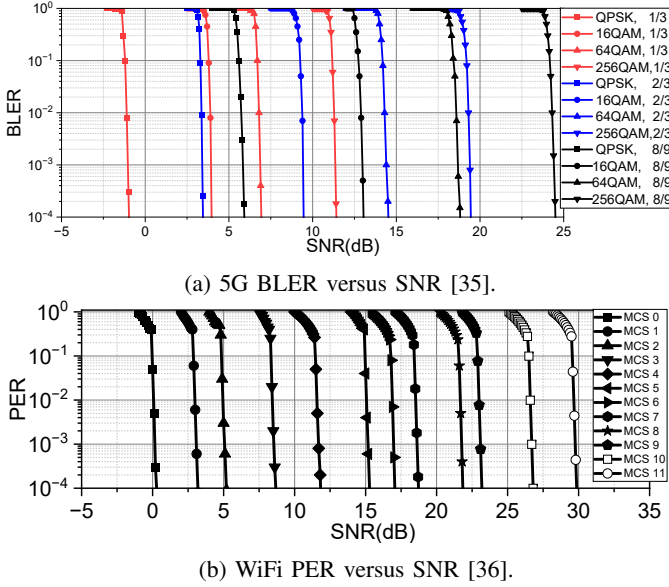 10^0
10^-1
10^-2
10^-3
10^-4
BLER
-5 0 5 10 15 20 25
SNR(dB)
QPSK, 1/3
16QAM, 1/3
64QAM, 1/3
256QAM,1/3
QPSK, 2/3
16QAM, 2/3
64QAM, 2/3
256QAM,2/3
QPSK, 8/9
16QAM, 8/9
64QAM, 8/9
256QAM, 8/9
(a) 5G BLER versus SNR [35].
10^0
10^-1
10^-2
10^-3
10^-4
PER
-5 0 5 10 15 20 25 30 35
SNR(dB)
MCS 0
MCS 1
MCS 2
MCS 3
MCS 4
MCS 5
MCS 6
MCS 7
MCS 8
MCS 9
MCS 10
MCS 11
(b) WiFi PER versus SNR [36].